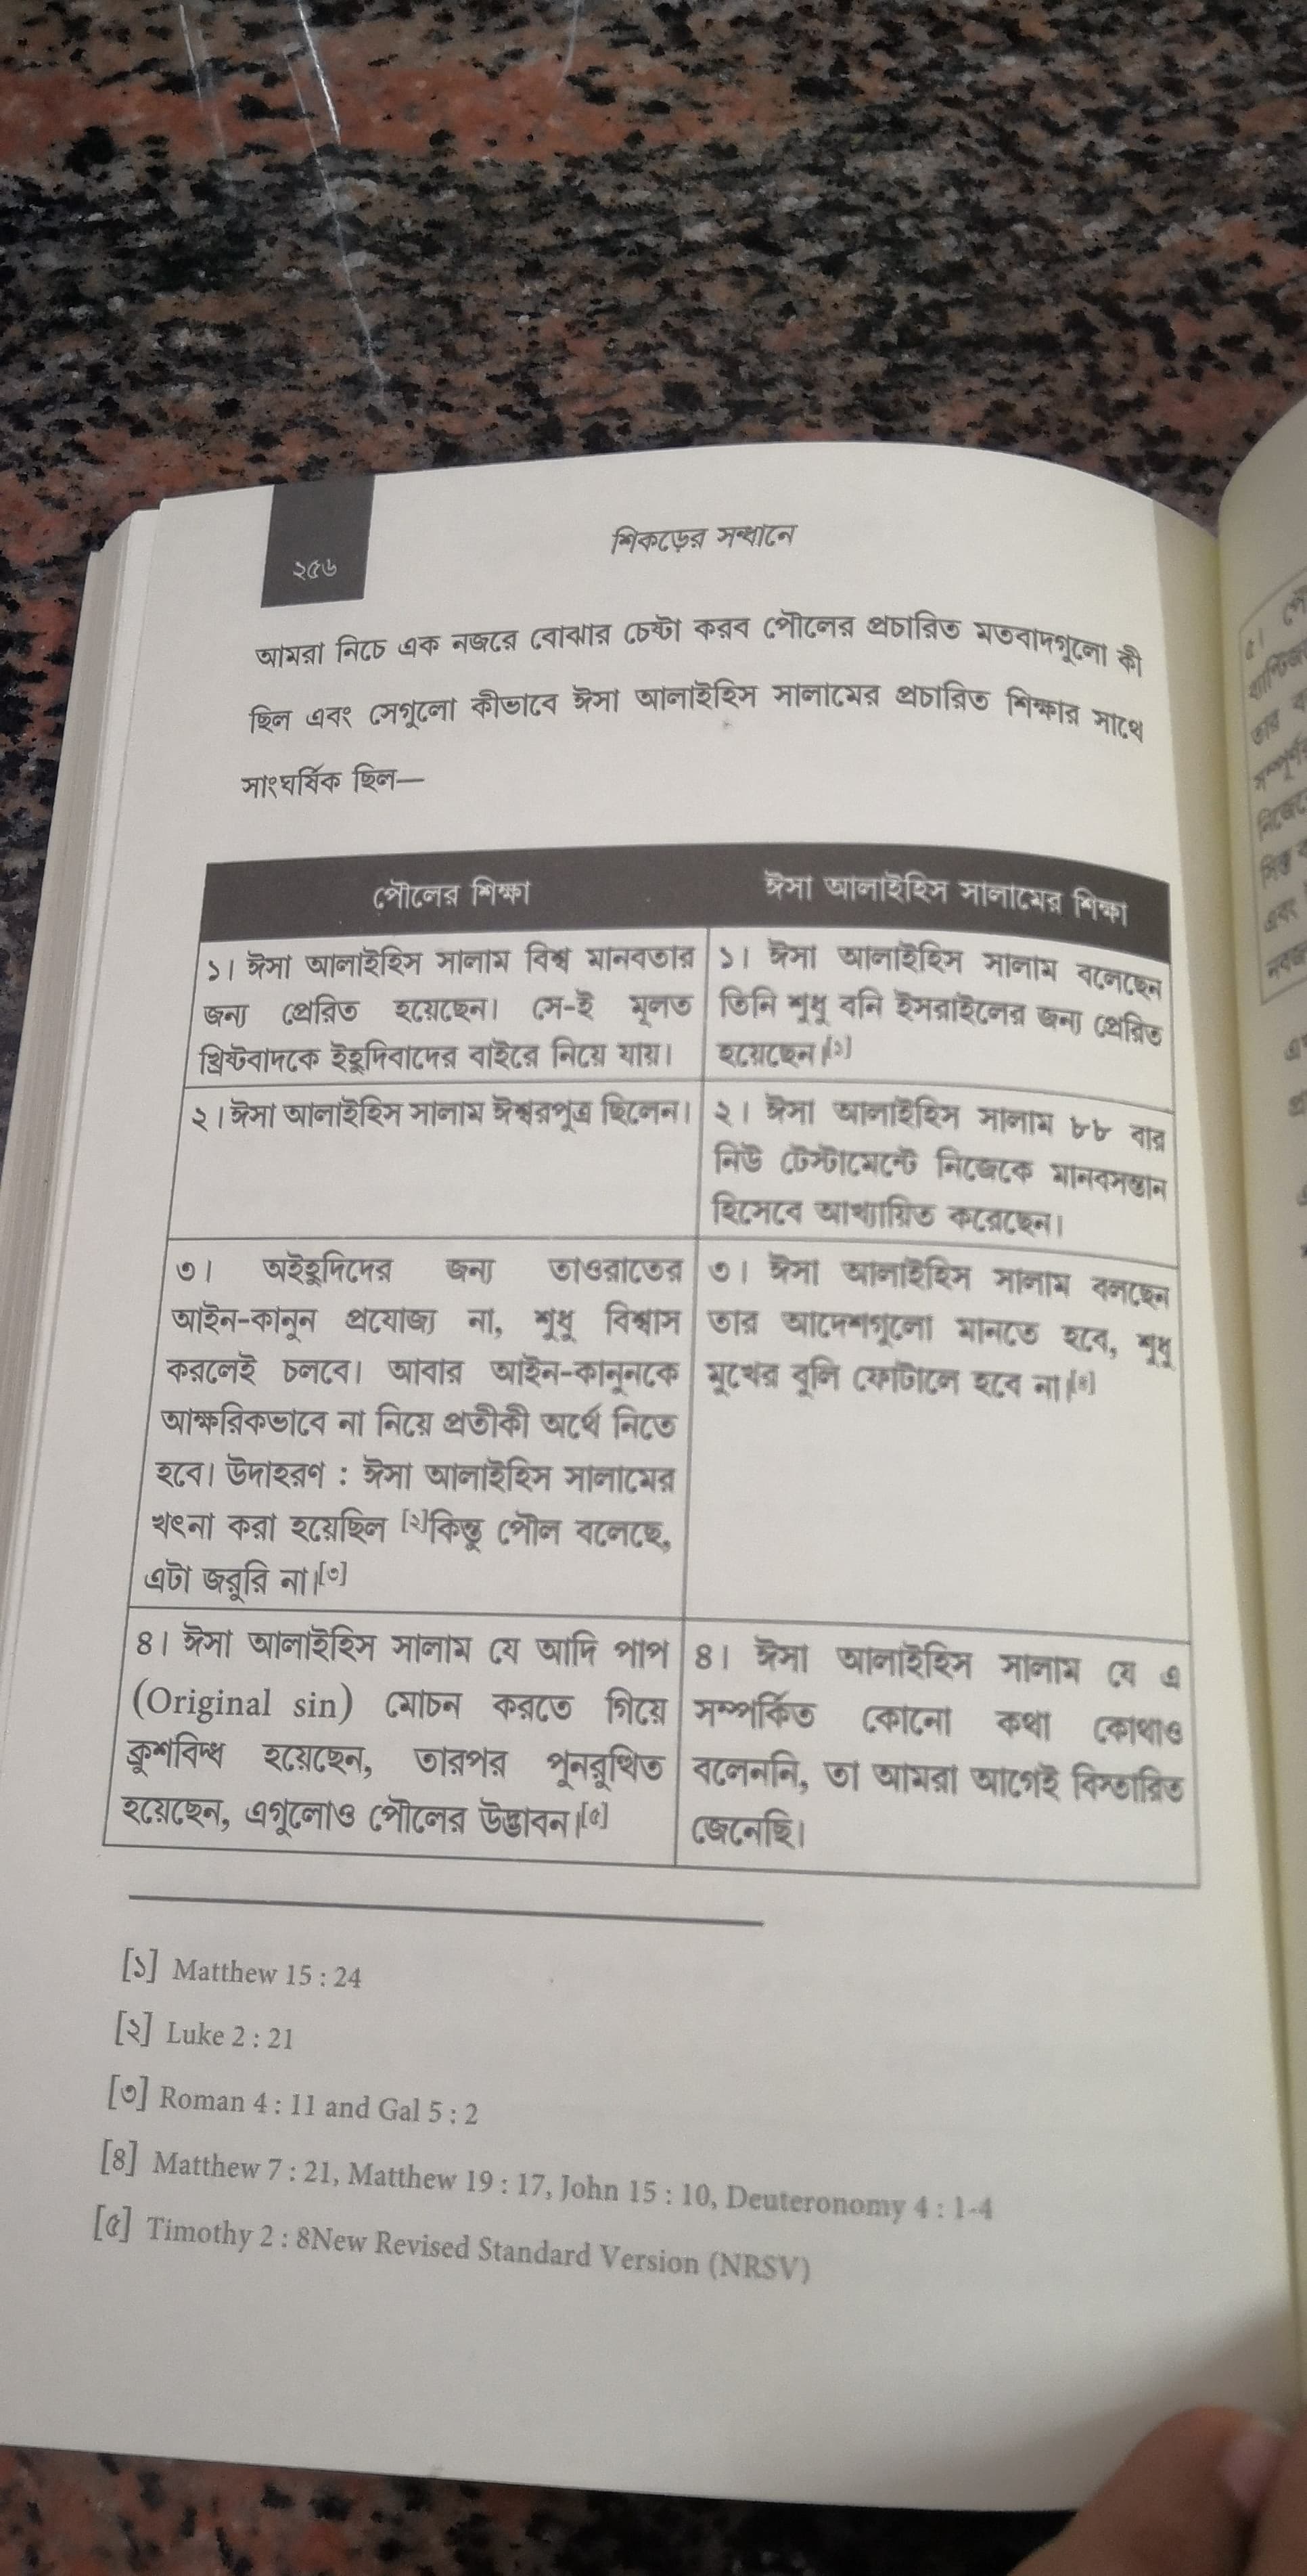 ২৫৬
শিকড়ের সন্ধানে
আমরা নিচে এক নজরে বোঝার চেষ্টা করব পৌলের প্রচারিত মতবাদগুলো কী
ছিল এবং সেগুলো কীভাবে ঈসা আলাইহিস সালামের প্রচারিত শিক্ষার সাথে
সাংঘর্ষিক ছিল—
পৌলের শিক্ষা
ঈসা আলাইহিস সালামের শিক্ষা
১। ঈসা আলাইহিস সালাম বিশ্ব মানবতার
জন্য প্রেরিত হয়েছেন। সে-ই মূলত
খ্রিষ্টবাদকে ইহুদিবাদের বাইরে নিয়ে যায়।
১। ঈসা আলাইহিস সালাম বলেছেন
তিনি শুধু বনি ইসরাইলের জন্য প্রেরিত
হয়েছেন।[১]
২। ঈসা আলাইহিস সালাম ঈশ্বরপুত্র ছিলেন।
২। ঈসা আলাইহিস সালাম ৮৮ বার
নিউ টেস্টামেন্টে নিজেকে মানবসন্তান
হিসেবে আখ্যায়িত করেছেন।
৩। অইহুদিদের জন্য তাওরাতের
আইন-কানুন প্রযোজ্য না, শুধু বিশ্বাস
করলেই চলবে। আবার আইন-কানুনকে
আক্ষরিকভাবে না নিয়ে প্রতীকী অর্থে নিতে
হবে। উদাহরণ : ঈসা আলাইহিস সালামের
খৎনা করা হয়েছিল [২]কিন্তু পৌল বলেছে,
এটা জরুরি না।[৩]
৩। ঈসা আলাইহিস সালাম বলছেন
তার আদেশগুলো মানতে হবে, শুধু
মুখের বুলি ফোটালে হবে না।[৪]
৪। ঈসা আলাইহিস সালাম যে আদি পাপ
(Original sin) মোচন করতে গিয়ে
ক্রুশবিদ্ধ হয়েছেন, তারপর পুনরুত্থিত
হয়েছেন, এগুলোও পৌলের উদ্ভাবন।[৫]
৪। ঈসা আলাইহিস সালাম যে এ
সম্পর্কিত কোনো কথা কোথাও
বলেননি, তা আমরা আগেই বিস্তারিত
জেনেছি।
[১] Matthew 15 : 24
[২] Luke 2 : 21
[৩] Roman 4 : 11 and Gal 5 : 2
[৪] Matthew 7 : 21, Matthew 19 : 17, John 15 : 10, Deuteronomy 4 : 1-4
[৫] Timothy 2 : 8New Revised Standard Version (NRSV)